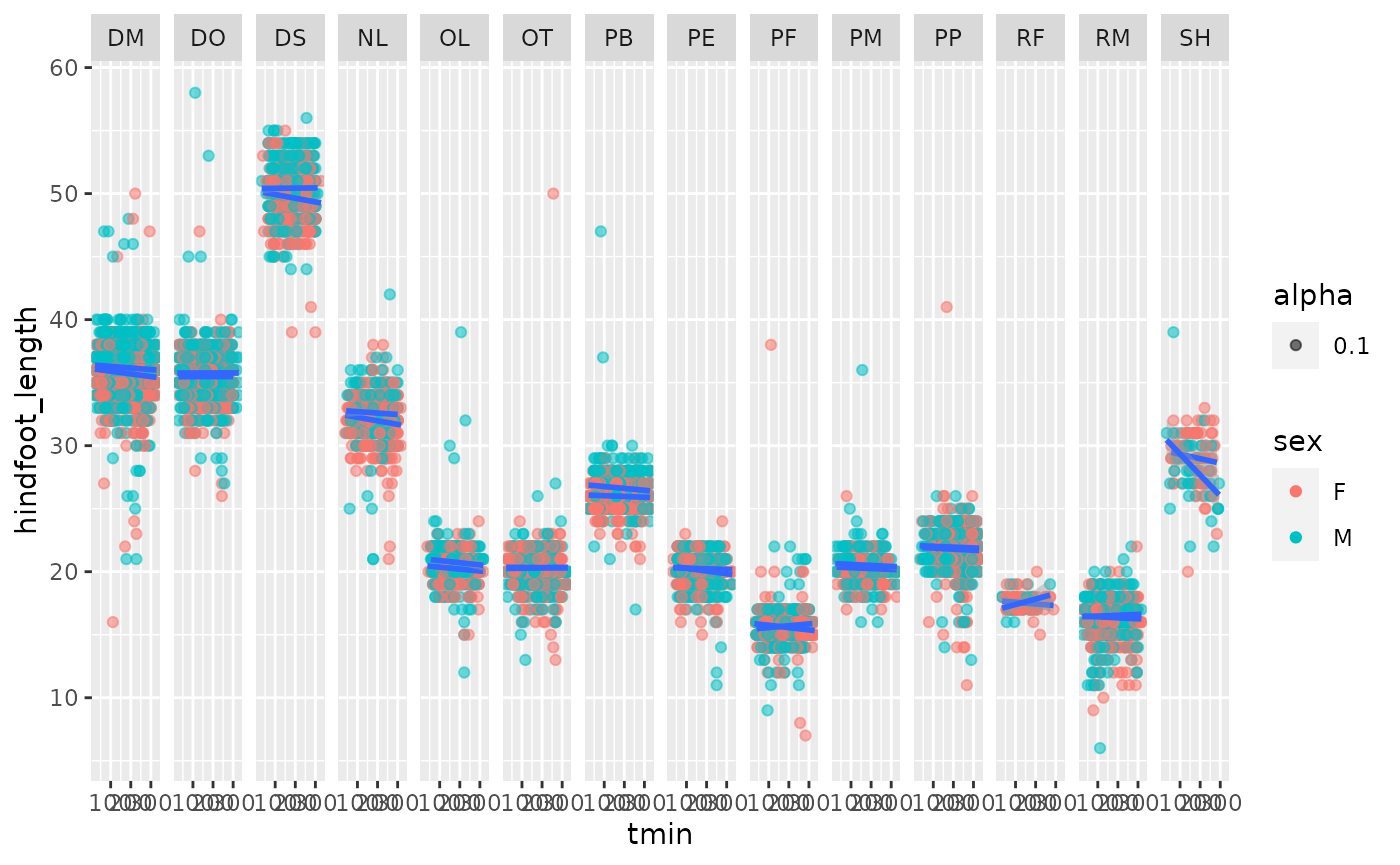 DM DO DS NL OL OT PB PE PF PM PP RF RM SH
60
50
40
30
20
10
hindfoot_length
tmin
alpha
0.1
sex
F
M